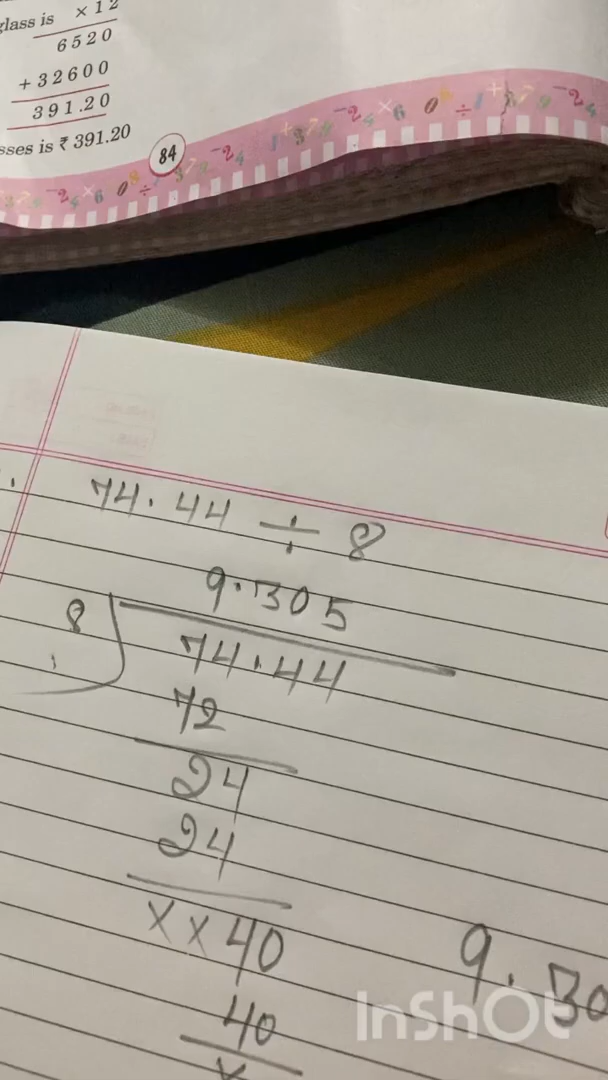 glass is × 12
6520
+ 32600
391.20
sses is ₹ 391.20
84
74.44 ÷ 8
9.305
8 74.44
72
24
24
x x 40
40
x
9.30
InShOt